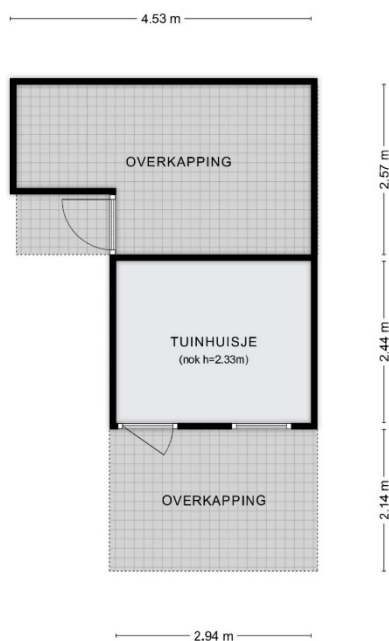 4.53 m
OVERKAPPING
2.57 m
TUINHUISJE
(nok h=2.33m)
2.44 m
OVERKAPPING
2.14 m
2.94 m